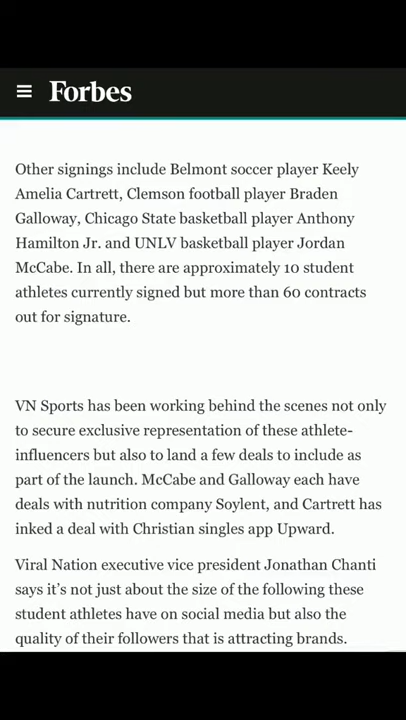 Forbes
Other signings include Belmont soccer player Keely
Amelia Cartrett, Clemson football player Braden
Galloway, Chicago State basketball player Anthony
Hamilton Jr. and UNLV basketball player Jordan
McCabe. In all, there are approximately 10 student
athletes currently signed but more than 60 contracts
out for signature.
VN Sports has been working behind the scenes not only
to secure exclusive representation of these athlete-
influencers but also to land a few deals to include as
part of the launch. McCabe and Galloway each have
deals with nutrition company Soylent, and Cartrett has
inked a deal with Christian singles app Upward.
Viral Nation executive vice president Jonathan Chanti
says it’s not just about the size of the following these
student athletes have on social media but also the
quality of their followers that is attracting brands.